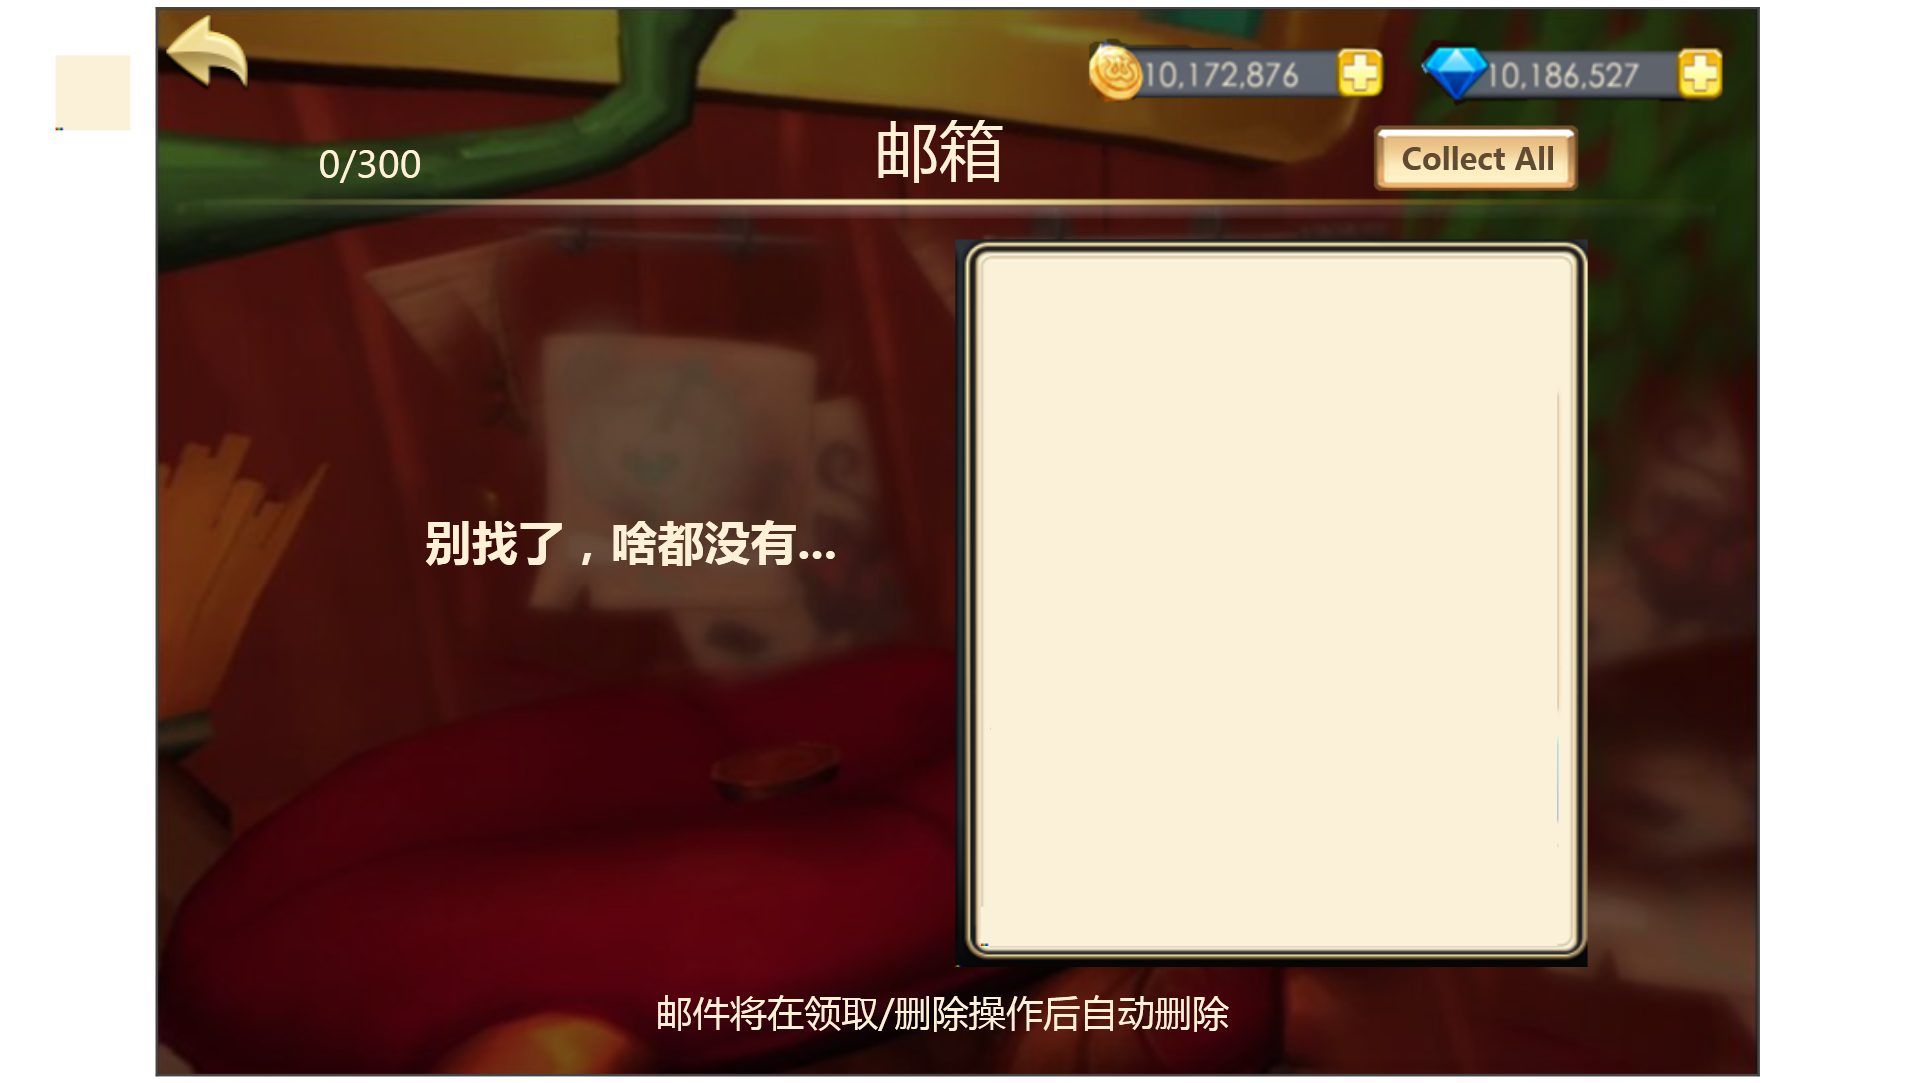 10,172,876
10,186,527
0/300
邮箱
Collect All
别找了，啥都没有...
邮件将在领取/删除操作后自动删除